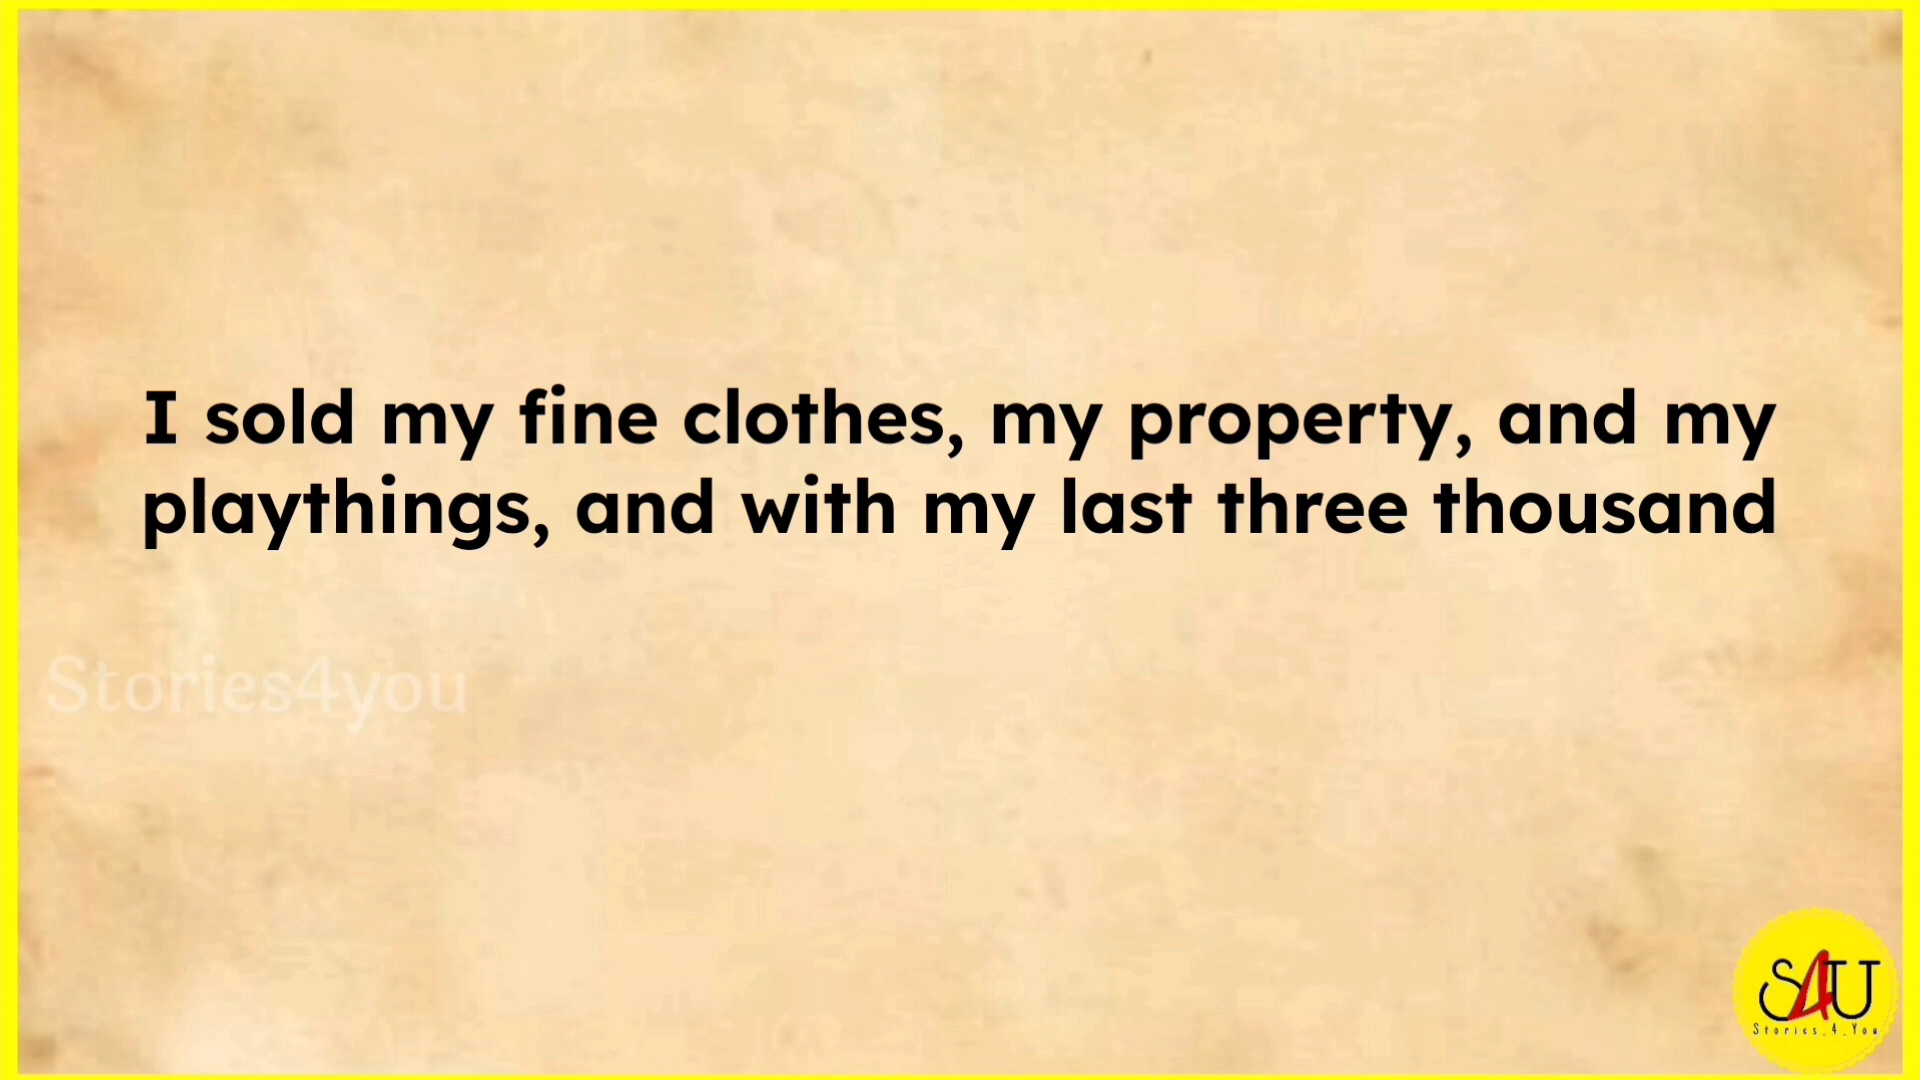 I sold my fine clothes, my property, and my
playthings, and with my last three thousand
Stories4you
S4U
Stories.4.You